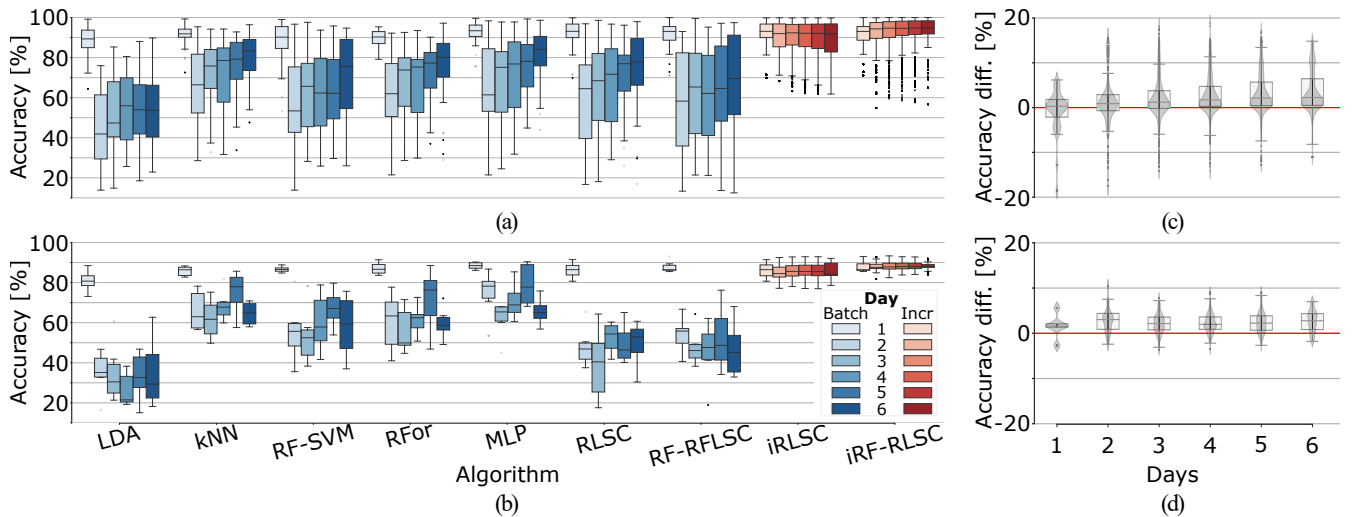 100
80
60
40
20
Accuracy [%]
(a)
20
0
A-20
Accuracy diff. [%]
(c)
100
80
60
40
20
Accuracy [%]
Day
Batch Incr
1
2
3
4
5
6
LDA kNN RF-SVM RFor MLP RLSC RF-RFLSC iRLSC iRF-RLSC
Algorithm
(b)
20
0
-20
Accuracy diff. [%]
1 2 3 4 5 6
Days
(d)